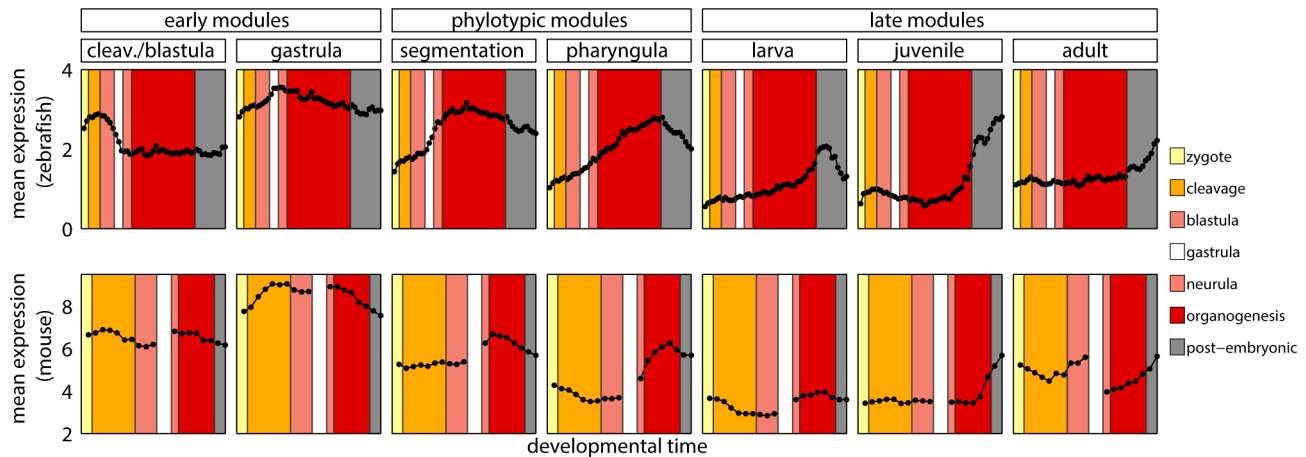 early modules
phylotypic modules
late modules
cleav./blastula
gastrula
segmentation
pharyngula
larva
juvenile
adult
mean expression
(zebrafish)
4
2
0
mean expression
(mouse)
8
6
4
2
developmental time
zygote
cleavage
blastula
gastrula
neurula
organogenesis
post−embryonic